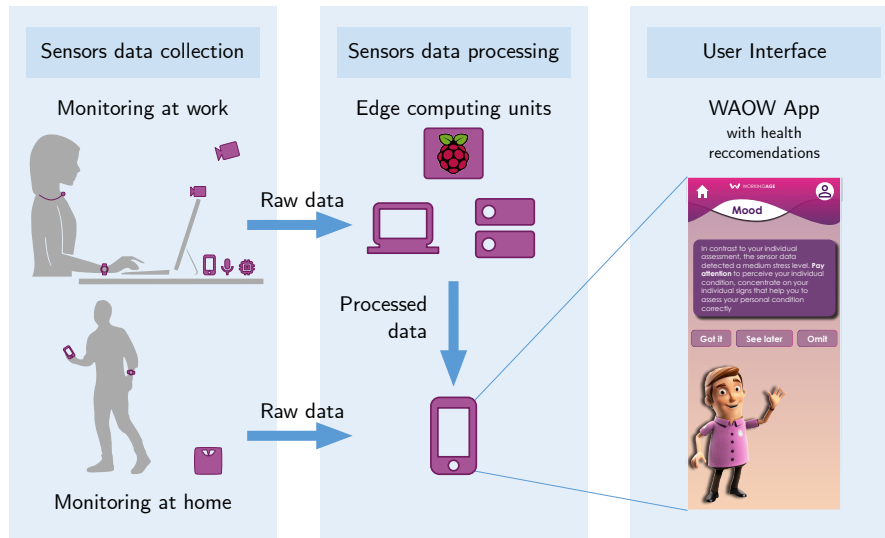 Sensors data collection
Monitoring at work
Monitoring at home
Raw data
Raw data
Sensors data processing
Edge computing units
Processed
data
User Interface
WAOW App
with health
reccomendations
WORKINGAGE
Mood
In contrast to your individual
assessment, the sensor data
detected a medium stress level. Pay
attention to perceive your individual
condition, concentrate on your
individual signs that help you to
assess your personal condition
correctly
Got it
See later
Omit